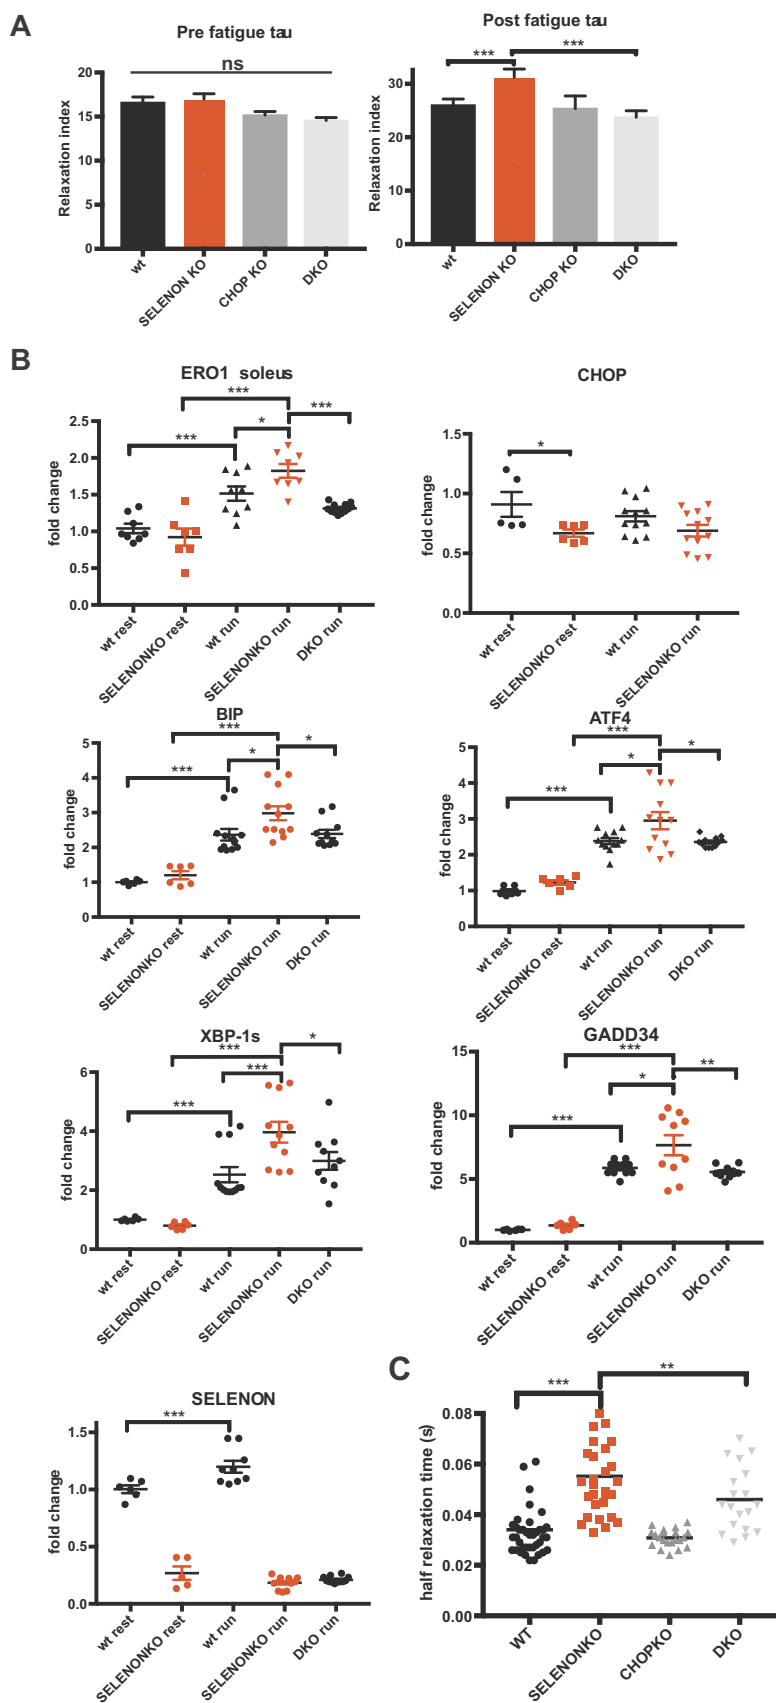 A
Pre fatigue tau
ns
Relaxation index
20
15
10
5
0
wt
SELENON KO
CHOP KO
DKO
Post fatigue tau
*** ***
Relaxation index
30
20
10
0
wt
SELENON KO
CHOP KO
DKO
B
ERO1 soleus
***
*** * ***
fold change
2.5
2.0
1.5
1.0
0.5
0.0
wt rest
SELENONKO rest
wt run
SELENONKO run
DKO run
CHOP
*
fold change
1.5
1.0
0.5
0.0
wt rest
SELENONKO rest
wt run
SELENONKO run
BIP
***
*** * *
fold change
5
4
3
2
1
0
wt rest
SELENONKO rest
wt run
SELENONKO run
DKO run
ATF4
***
*** * *
fold change
5
4
3
2
1
0
wt rest
SELENONKO rest
wt run
SELENONKO run
DKO run
XBP-1s
*** *
***
***
fold change
6
4
2
0
wt rest
SELENONKO rest
wt run
SELENONKO run
DKO run
GADD34
***
* **
***
fold change
15
10
5
0
wt rest
SELENONKO rest
wt run
SELENONKO run
DKO run
SELENON
***
fold change
1.5
1.0
0.5
0.0
wt rest
SELENONKO rest
wt run
SELENONKO run
DKO run
C
*** **
half relaxation time (s)
0.08
0.06
0.04
0.02
0.00
WT
SELENONKO
CHOPKO
DKO